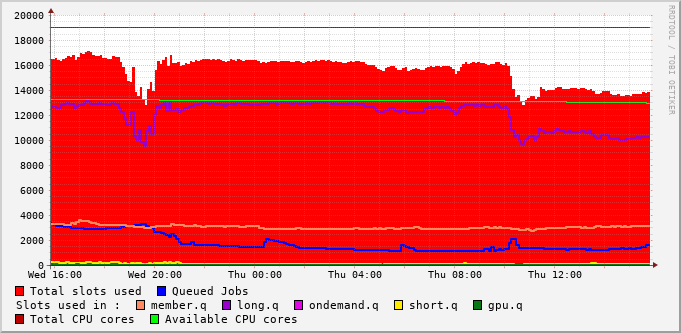 20000
18000
16000
14000
12000
10000
8000
6000
4000
2000
0
Wed 16:00 Wed 20:00 Thu 00:00 Thu 04:00 Thu 08:00 Thu 12:00
RRDTOOL / TOBI OETIKER
Total slots used Queued Jobs
Slots used in : member.q long.q ondemand.q short.q gpu.q
Total CPU cores Available CPU cores